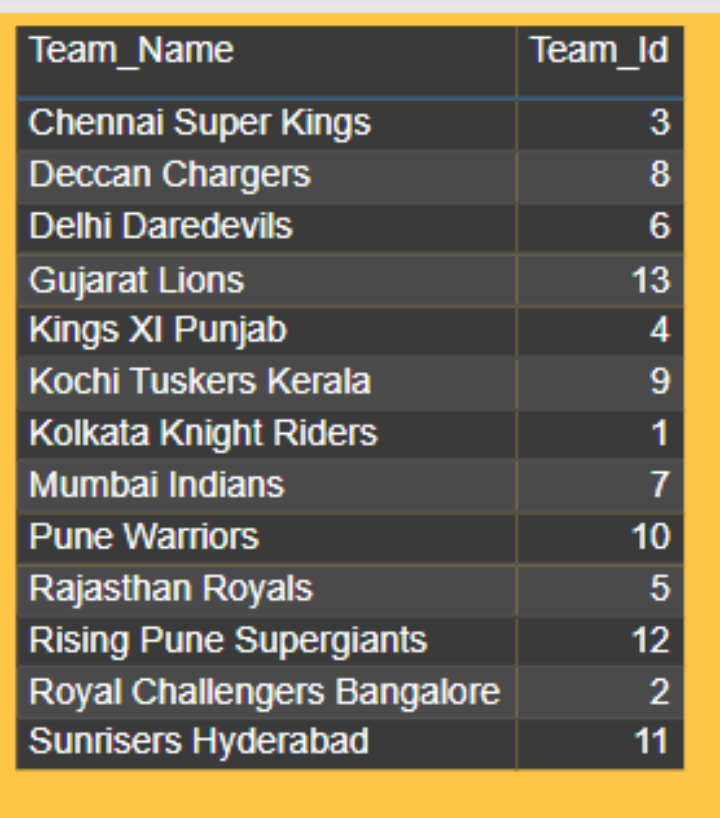 Team_Name Team_Id
Chennai Super Kings 3
Deccan Chargers 8
Delhi Daredevils 6
Gujarat Lions 13
Kings XI Punjab 4
Kochi Tuskers Kerala 9
Kolkata Knight Riders 1
Mumbai Indians 7
Pune Warriors 10
Rajasthan Royals 5
Rising Pune Supergiants 12
Royal Challengers Bangalore 2
Sunrisers Hyderabad 11